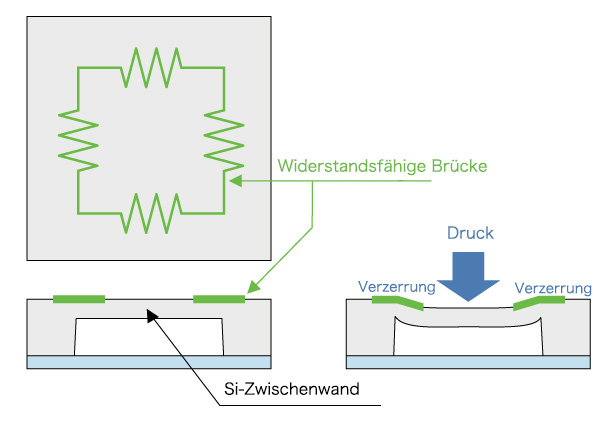 Widerstandsfähige Brücke
Druck
Verzerrung
Verzerrung
Si-Zwischenwand